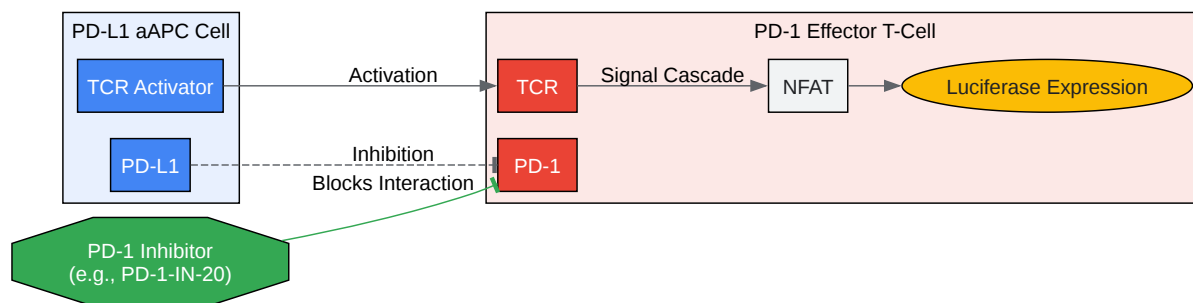 PD-L1 aAPC Cell
PD-1 Effector T-Cell
TCR Activator
Activation
TCR
Signal Cascade
NFAT
Luciferase Expression
PD-L1
Inhibition
PD-1
Blocks Interaction
PD-1 Inhibitor
(e.g., PD-1-IN-20)